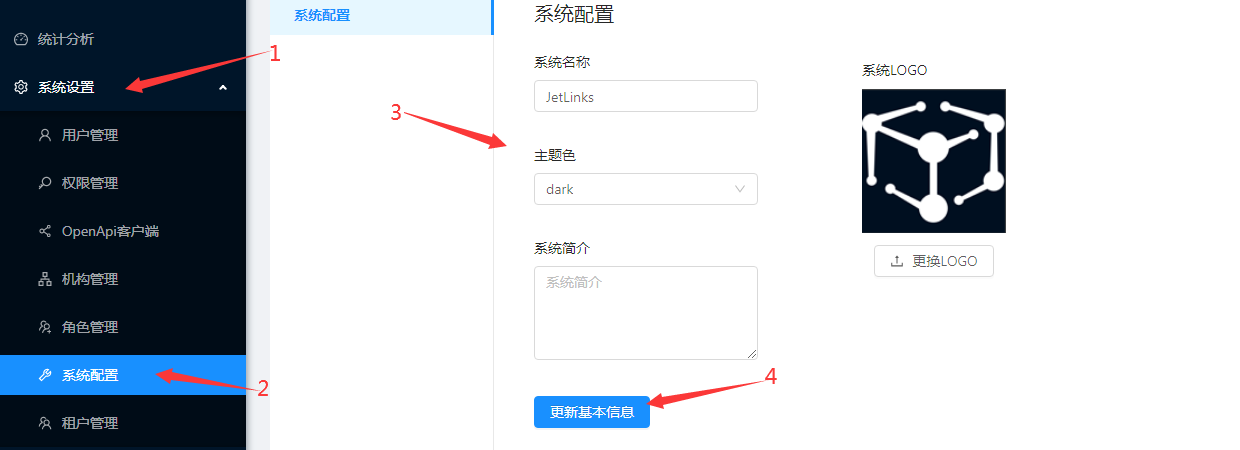 统计分析
系统设置
用户管理
权限管理
OpenApi客户端
机构管理
角色管理
系统配置
租户管理
1
2
系统配置
系统配置
系统名称
JetLinks
3
主题色
dark
系统简介
系统简介
4
更新基本信息
系统LOGO
更换LOGO